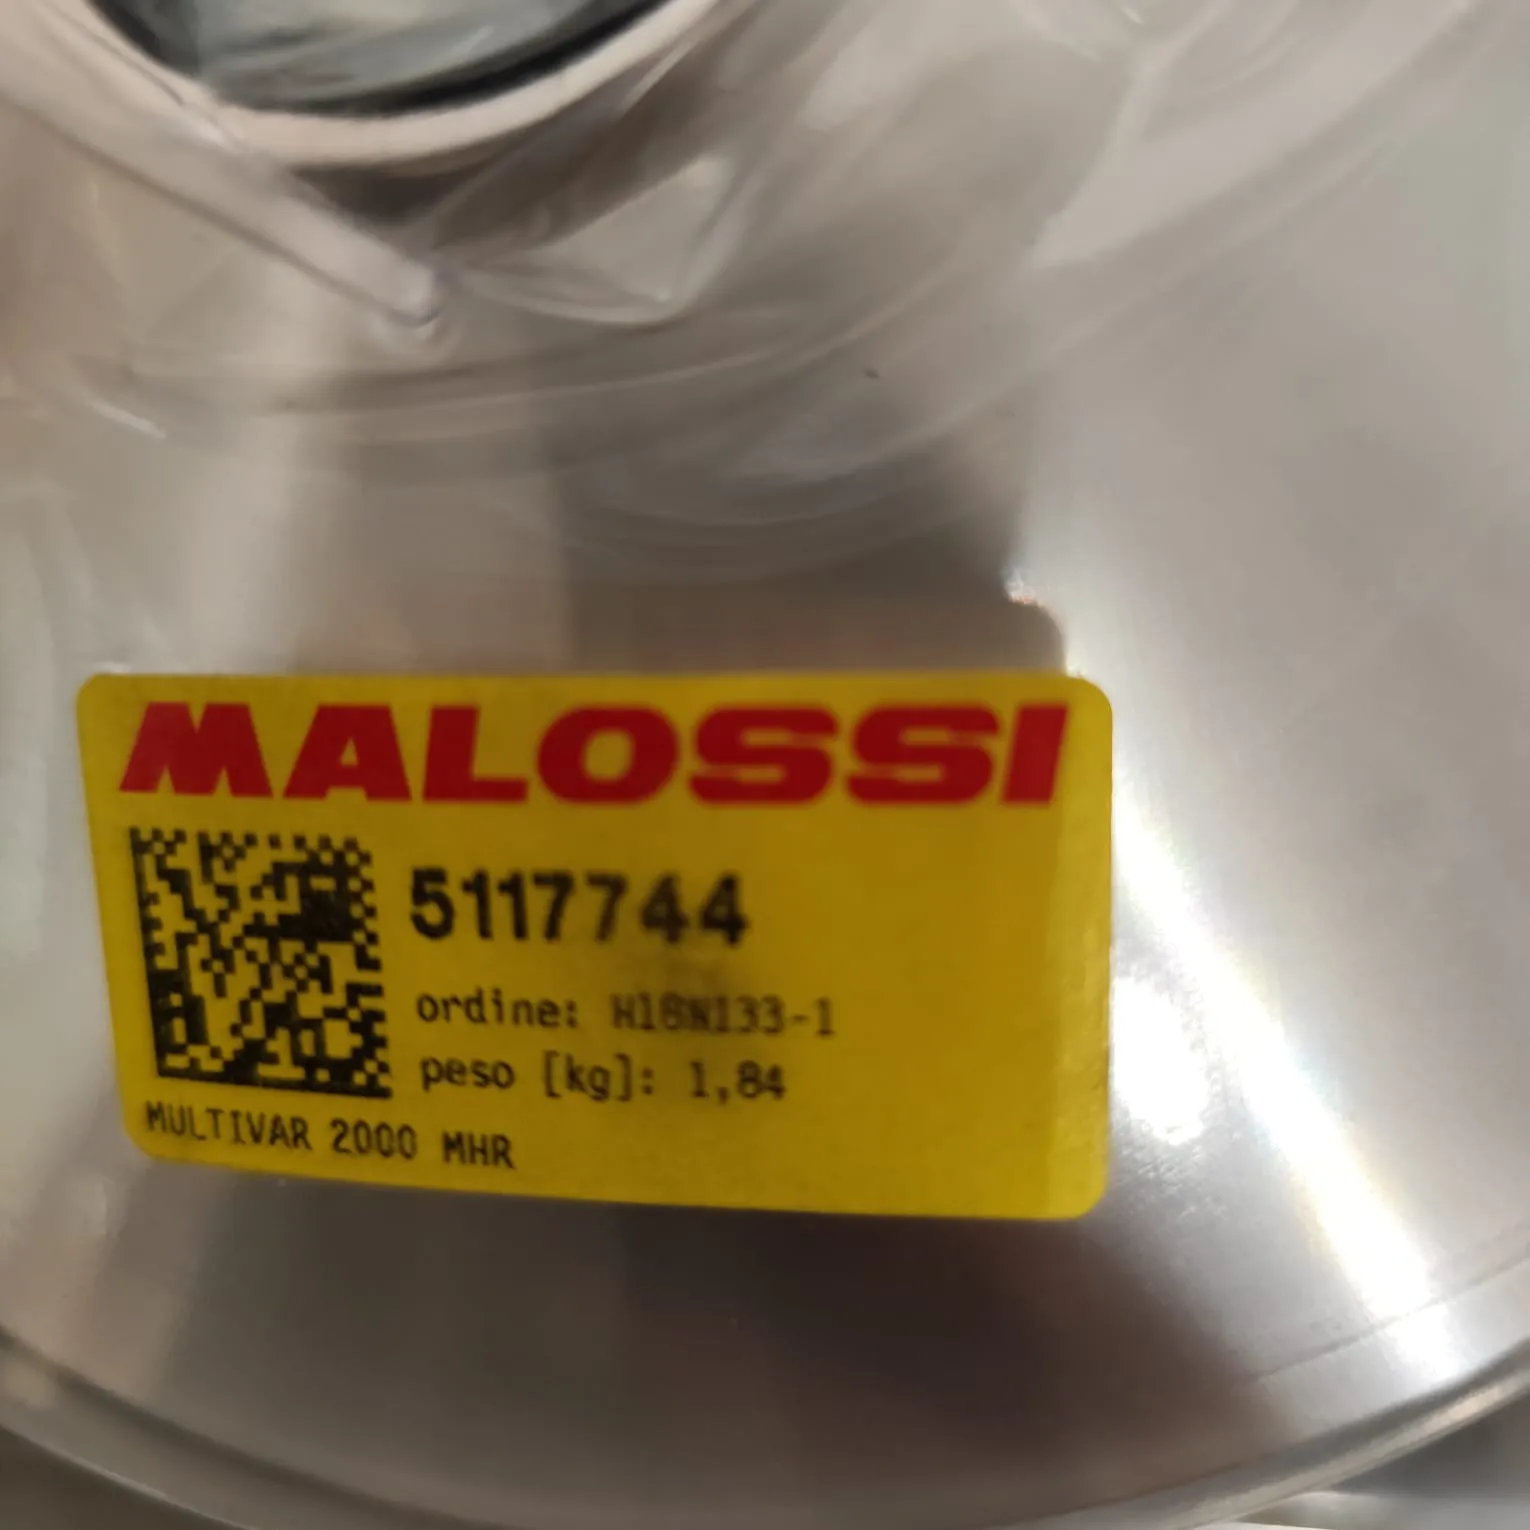 MALOSSI
5117744
ordine: H18N133-1
peso [kg]: 1,84
MULTIVAR 2000 MHR